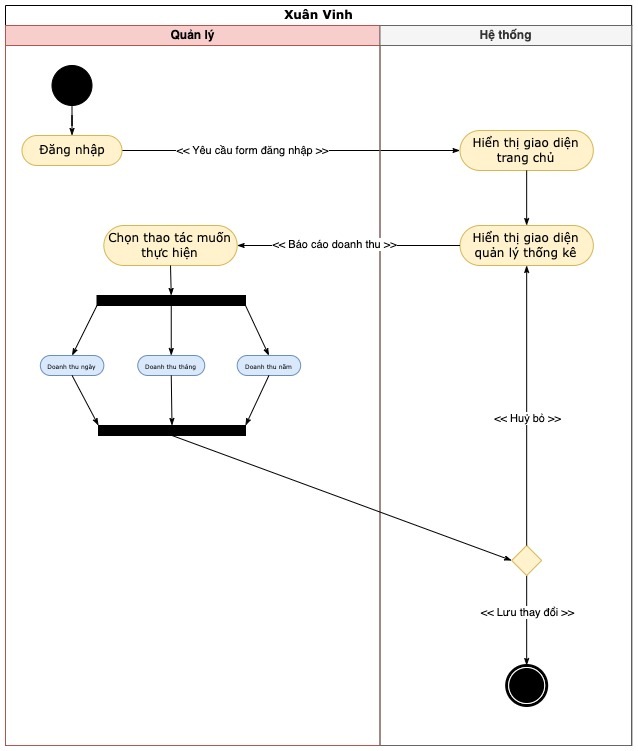 Xuân Vinh
Quản lý
Hệ thống
Đăng nhập
<< Yêu cầu form đăng nhập >>
Hiển thị giao diện
trang chủ
Chọn thao tác muốn
thực hiện
<< Báo cáo doanh thu >>
Hiển thị giao diện
quản lý thống kê
Doanh thu ngày
Doanh thu tháng
Doanh thu năm
<< Huỷ bỏ >>
<< Lưu thay đổi >>